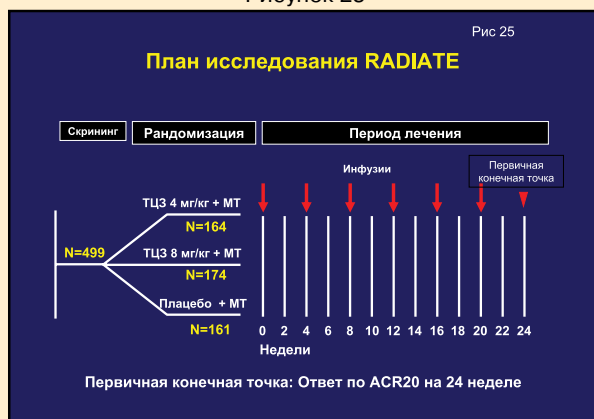 Рис 25
План исследования RADIATE
Скрининг Рандомизация Период лечения
Инфузии
Первичная
конечная точка
ТЦЗ 4 мг/кг + МТ
N=164
N=499
ТЦЗ 8 мг/кг + МТ
N=174
Плацебо + МТ
N=161
0 2 4 6 8 10 12 14 16 18 20 22 24
Недели
Первичная конечная точка: Ответ по ACR20 на 24 неделе